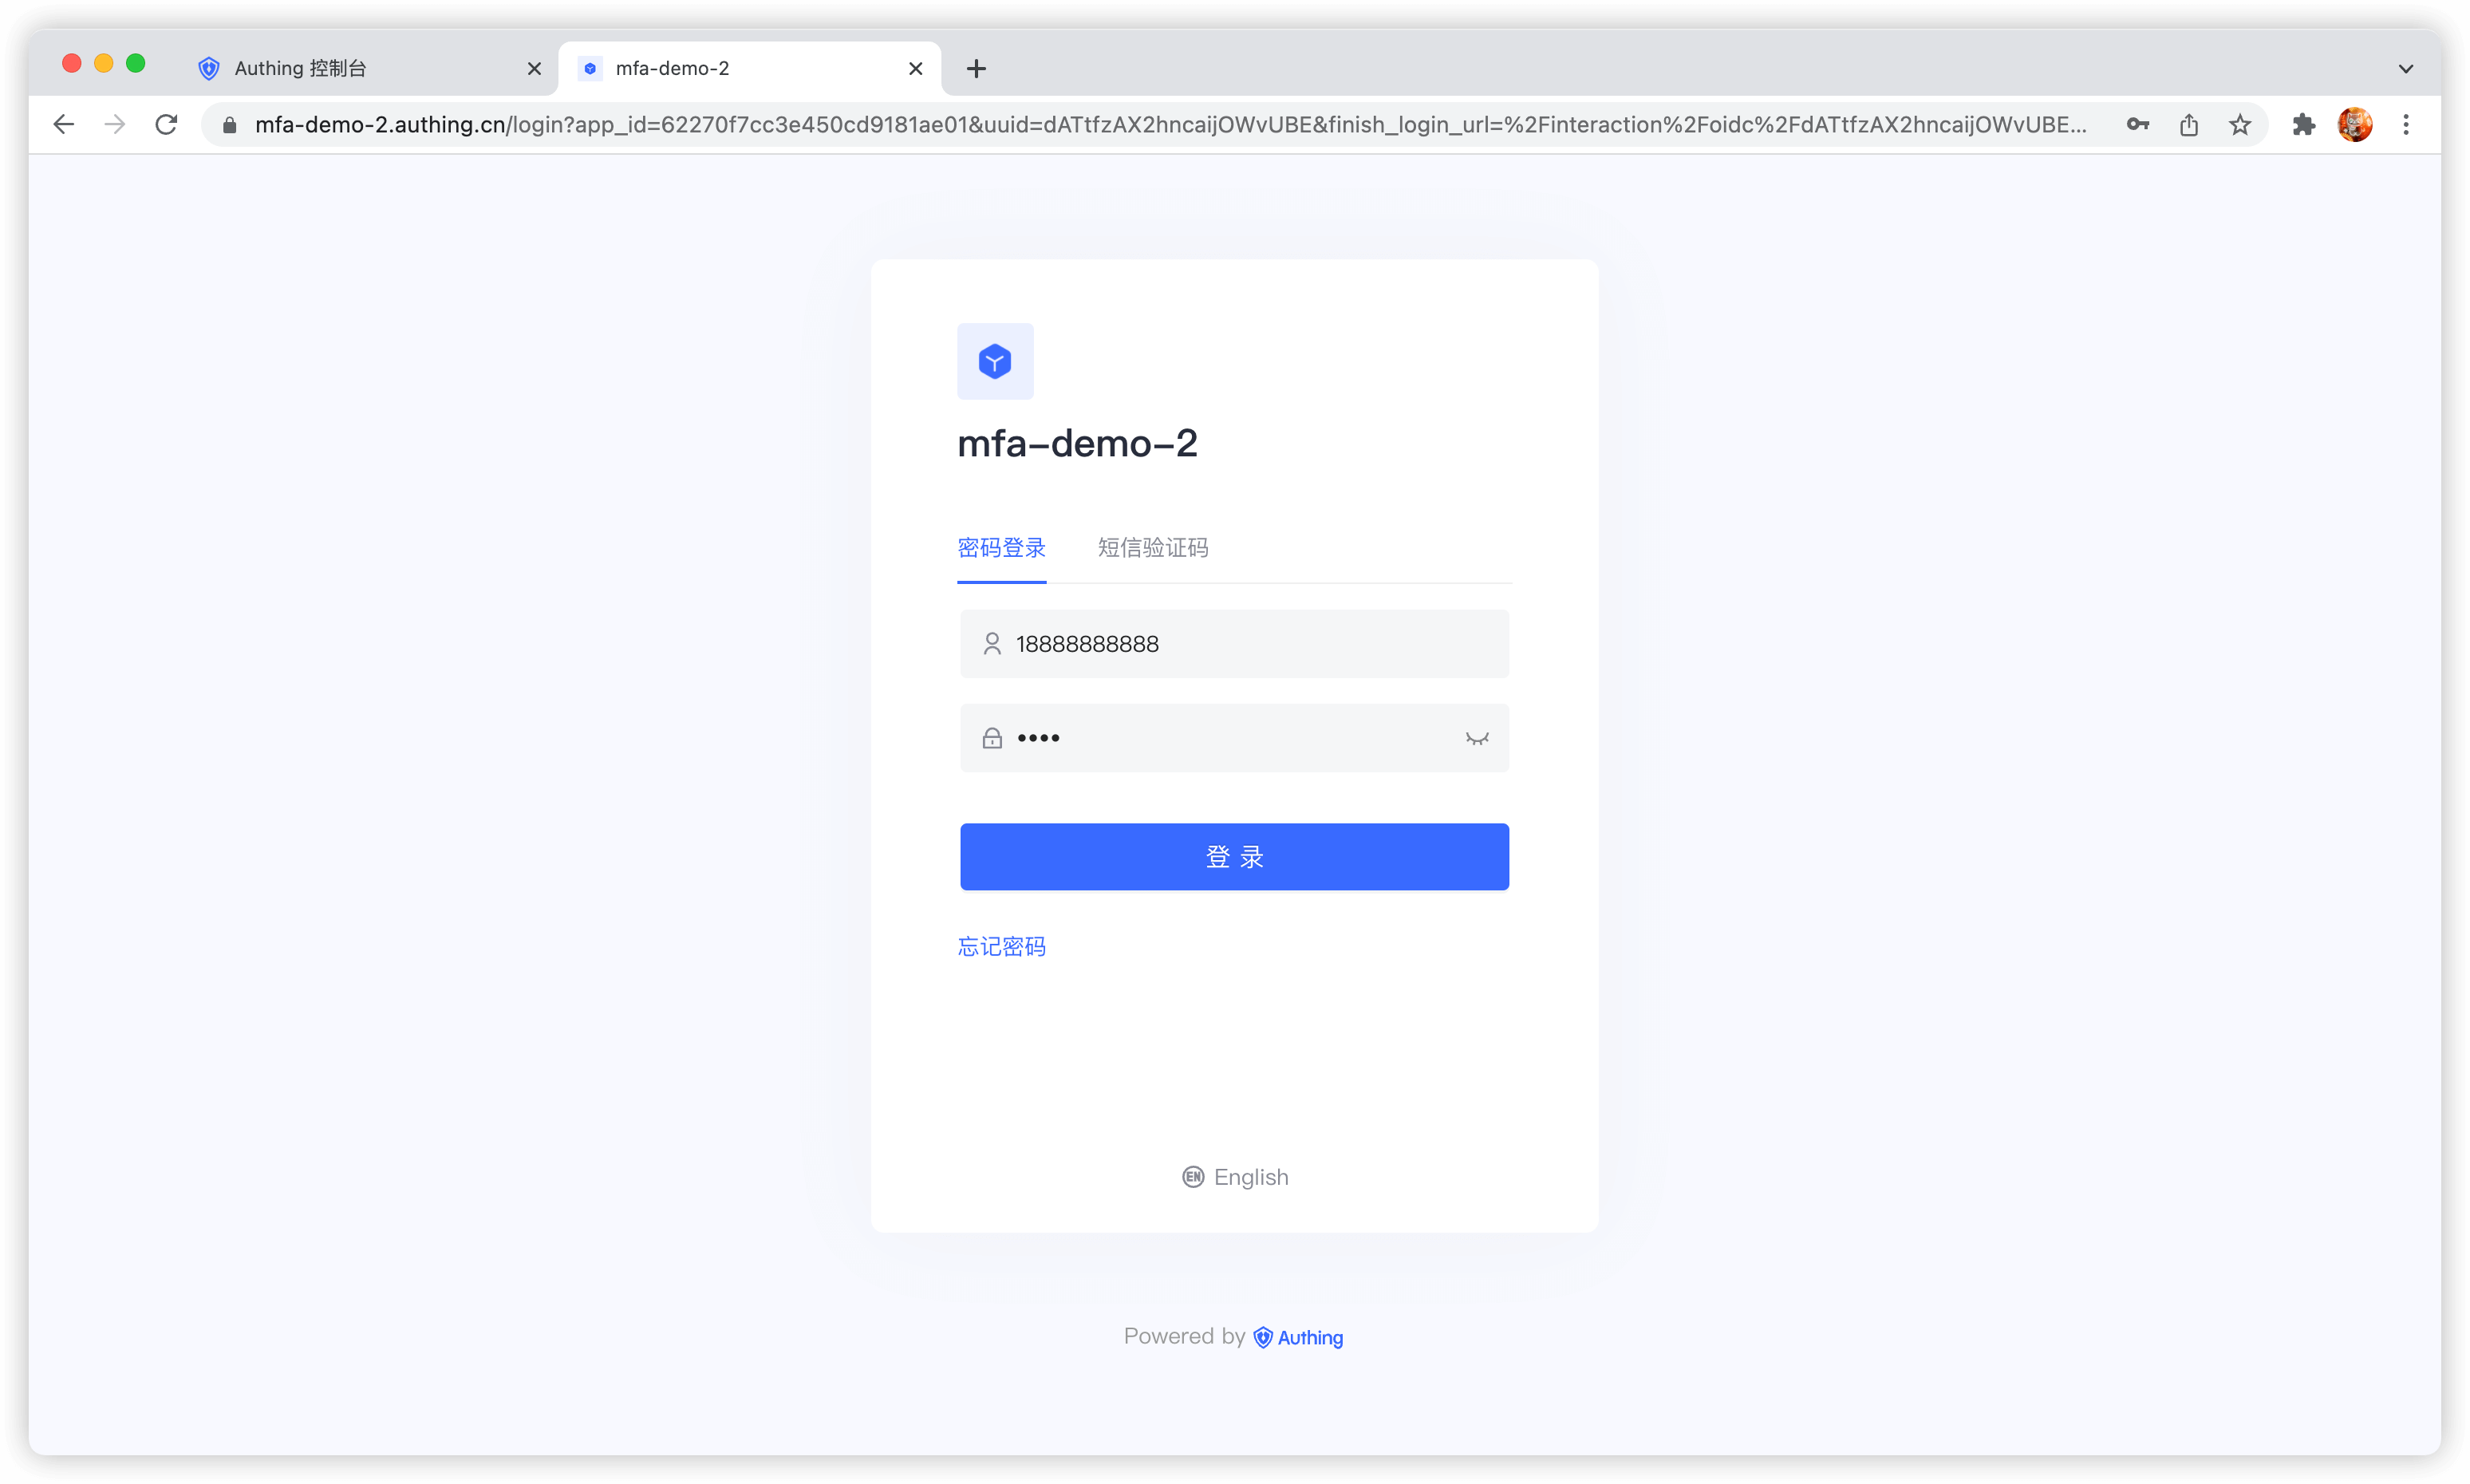 Authing 控制台
mfa-demo-2
mfa-demo-2.authing.cn/login?app_id=62270f7cc3e450cd9181ae01&uuid=dATtfzAX2hncaijOWvUBE&finish_login_url=%2Finteraction%2Foidc%2FdATtfzAX2hncaijOWvUBE...
mfa-demo-2
密码登录 短信验证码
18888888888
••••
登 录
忘记密码
EN English
Powered by Authing